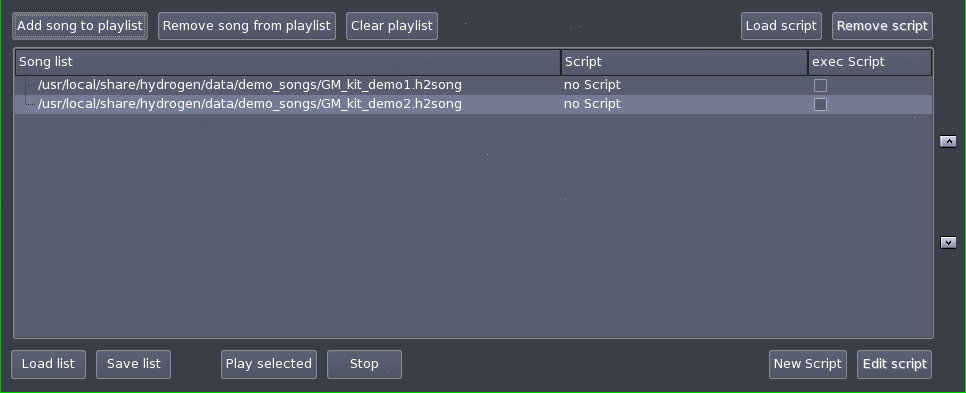 Add song to playlist Remove song from playlist Clear playlist Load script Remove script
Song list Script exec Script
/usr/local/share/hydrogen/data/demo_songs/GM_kit_demo1.h2song no Script
/usr/local/share/hydrogen/data/demo_songs/GM_kit_demo2.h2song no Script
Load list Save list Play selected Stop New Script Edit script